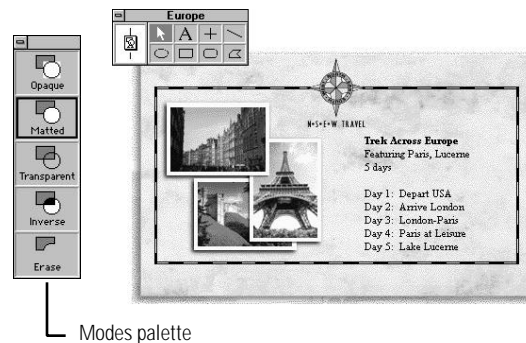 Europe
A
Opaque
Matted
Transparent
Inverse
Erase
N•S•E•W TRAVEL
Trek Across Europe
Featuring Paris, Lucerne
5 days
Day 1: Depart USA
Day 2: Arrive London
Day 3: London-Paris
Day 4: Paris at Leisure
Day 5: Lake Lucerne
Modes palette